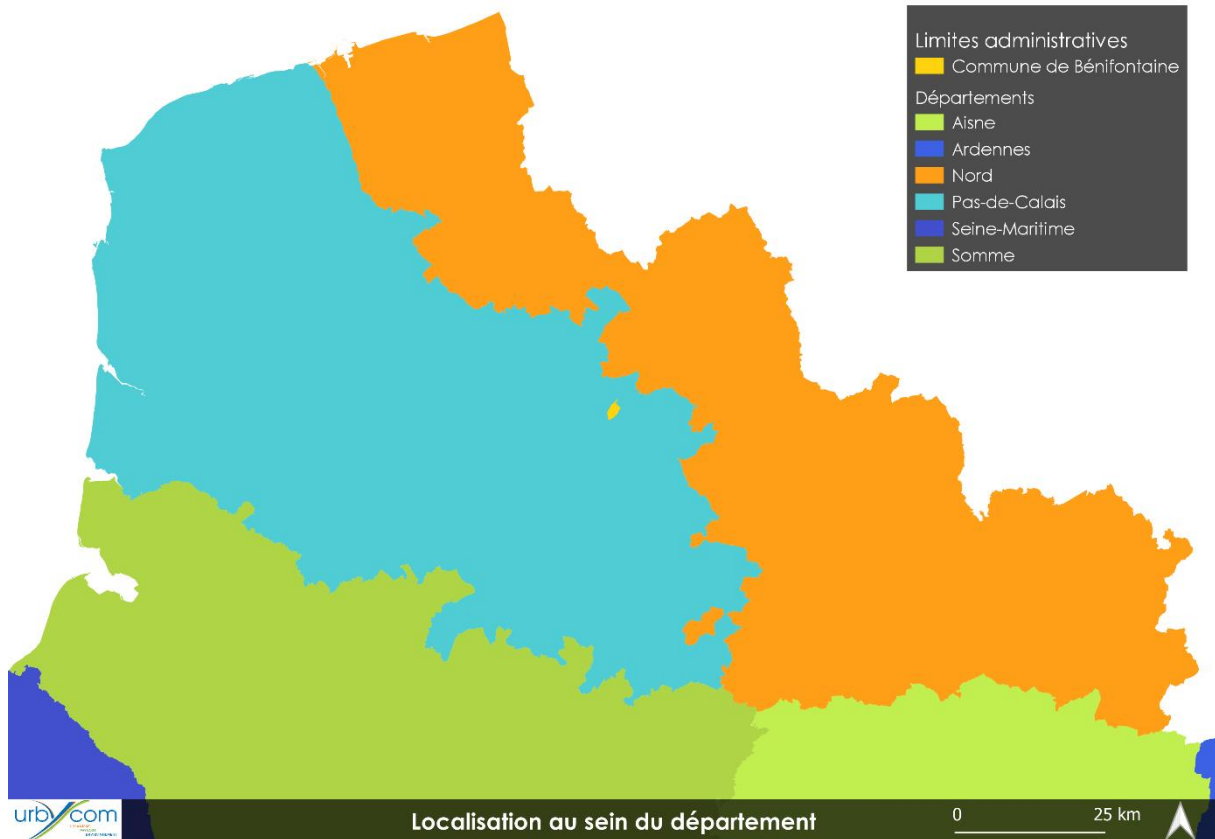 Limites administratives
Commune de Bénifontaine
Départements
Aisne
Ardennes
Nord
Pas-de-Calais
Seine-Maritime
Somme
urbycom
Localisation au sein du département
0 25 km